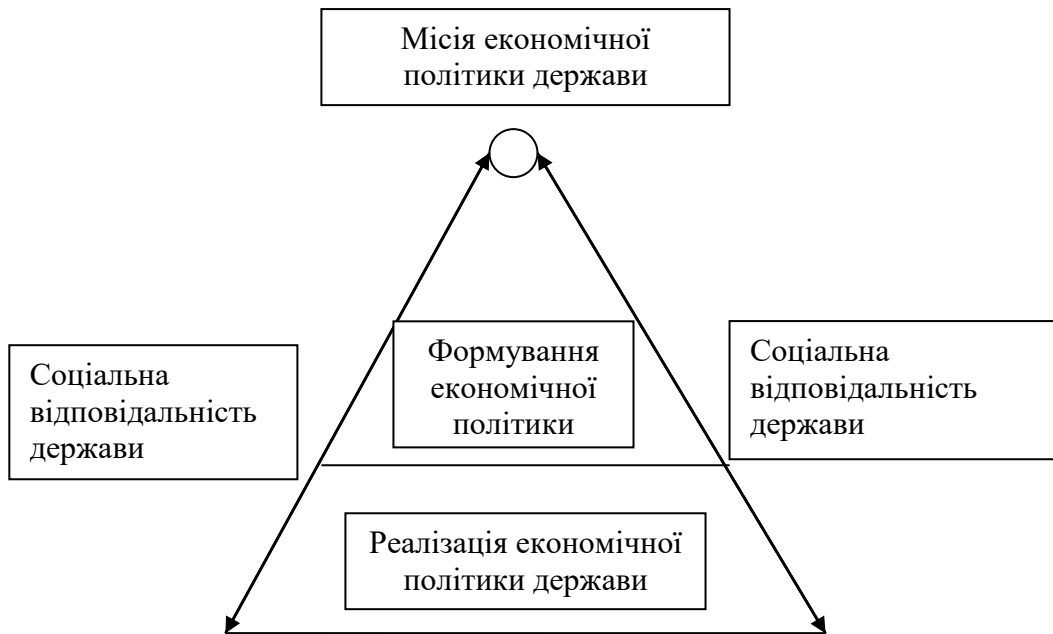 Місія економічної
політики держави
Формування
економічної
політики
Соціальна
відповідальність
держави
Соціальна
відповідальність
держави
Реалізація економічної
політики держави